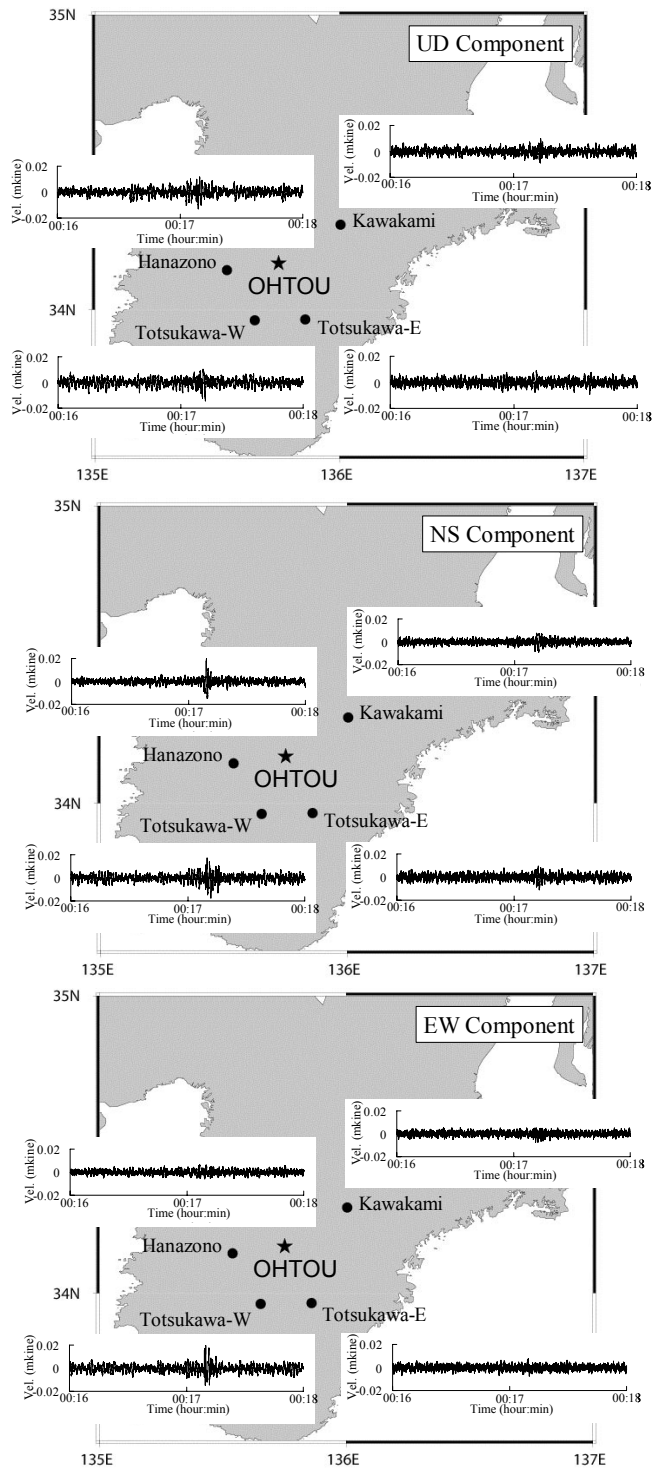 35N
UD Component
0.02
0
-0.02
Vel. (mkine)
00:16 00:17 00:18
Time (hour:min)
0.02
0
-0.02
Vel. (mkine)
00:16 00:17 00:18
Time (hour:min)
Kawakami
Hanazono
OHTOU
34N
Totsukawa-W
Totsukawa-E
0.02
0
-0.02
Vel. (mkine)
00:16 00:17 00:18
Time (hour:min)
0.02
0
-0.02
Vel. (mkine)
00:16 00:17 00:18
Time (hour:min)
135E 136E 137E
35N
NS Component
0.02
0
-0.02
Vel. (mkine)
00:16 00:17 00:18
Time (hour:min)
0.02
0
-0.02
Vel. (mkine)
00:16 00:17 00:18
Time (hour:min)
Kawakami
Hanazono
OHTOU
34N
Totsukawa-W
Totsukawa-E
0.02
0
-0.02
Vel. (mkine)
00:16 00:17 00:18
Time (hour:min)
0.02
0
-0.02
Vel. (mkine)
00:16 00:17 00:18
Time (hour:min)
135E 136E 137E
35N
EW Component
0.02
0
-0.02
Vel. (mkine)
00:16 00:17 00:18
Time (hour:min)
0.02
0
-0.02
Vel. (mkine)
00:16 00:17 00:18
Time (hour:min)
Kawakami
Hanazono
OHTOU
34N
Totsukawa-W
Totsukawa-E
0.02
0
-0.02
Vel. (mkine)
00:16 00:17 00:18
Time (hour:min)
0.02
0
-0.02
Vel. (mkine)
00:16 00:17 00:18
Time (hour:min)
135E 136E 137E